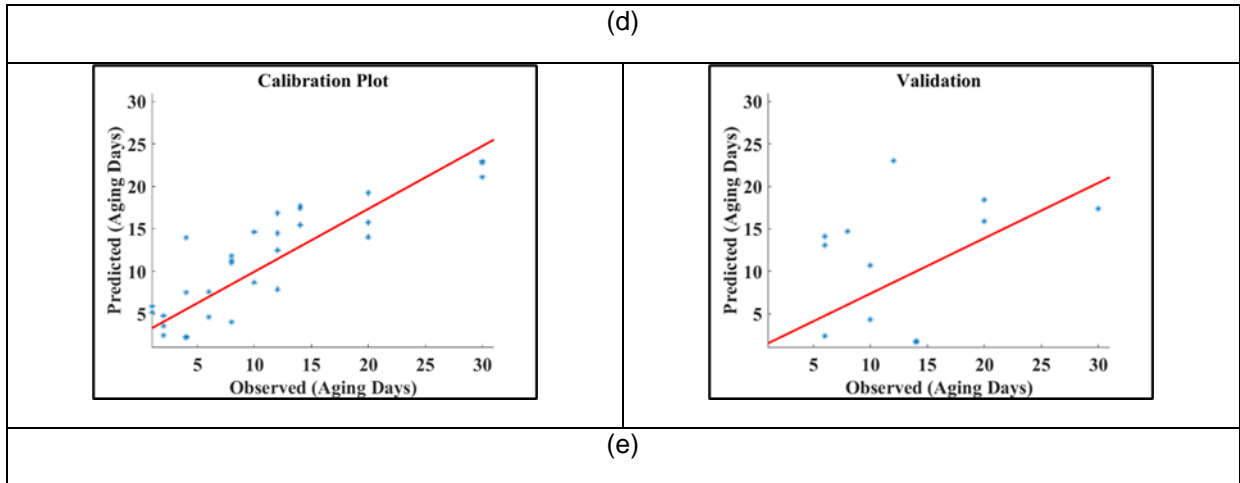 (d)
Calibration Plot
Predicted (Aging Days)
30
25
20
15
10
5
5 10 15 20 25 30
Observed (Aging Days)
Validation
Predicted (Aging Days)
30
25
20
15
10
5
5 10 15 20 25 30
Observed (Aging Days)
(e)